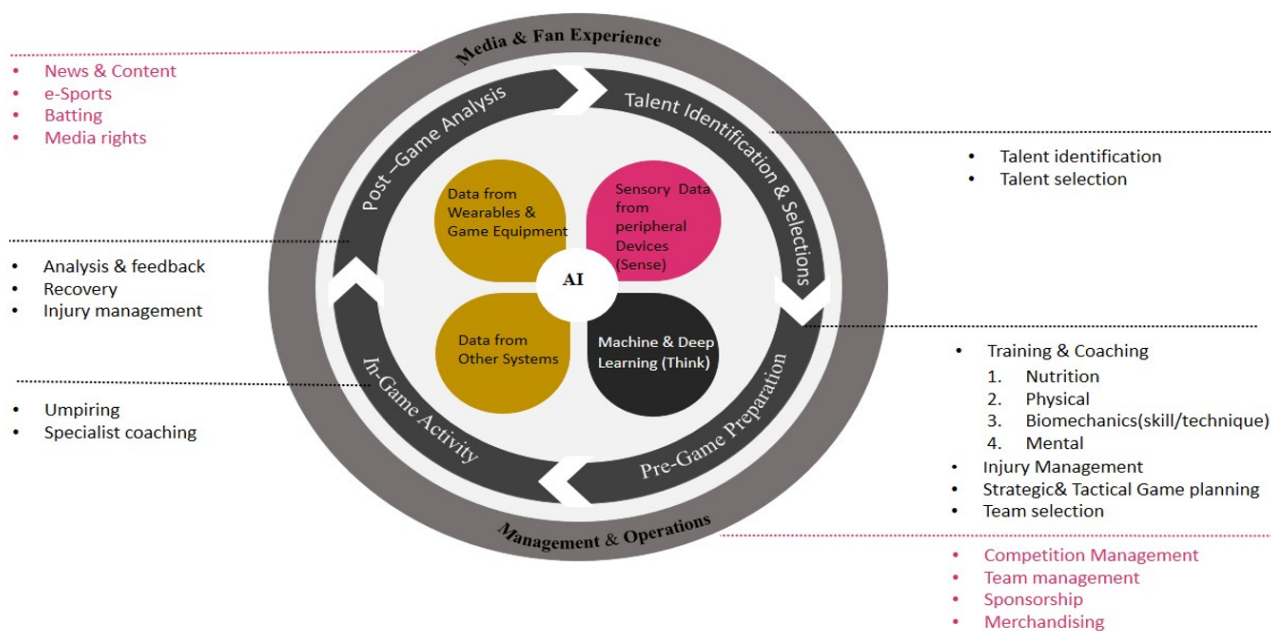 Media & Fan Experience
• News & Content
• e-Sports
• Batting
• Media rights
Post –Game Analysis
Talent Identification & Selections
• Talent identification
• Talent selection
Data from
Wearables &
Game Equipment
Sensory Data
from
peripheral
Devices
(Sense)
AI
• Analysis & feedback
• Recovery
• Injury management
Data from
Other Systems
Machine & Deep
Learning (Think)
In-Game Activity
Pre-Game Preparation
• Umpiring
• Specialist coaching
• Training & Coaching
1. Nutrition
2. Physical
3. Biomechanics(skill/technique)
4. Mental
• Injury Management
• Strategic& Tactical Game planning
• Team selection
Management & Operations
• Competition Management
• Team management
• Sponsorship
• Merchandising